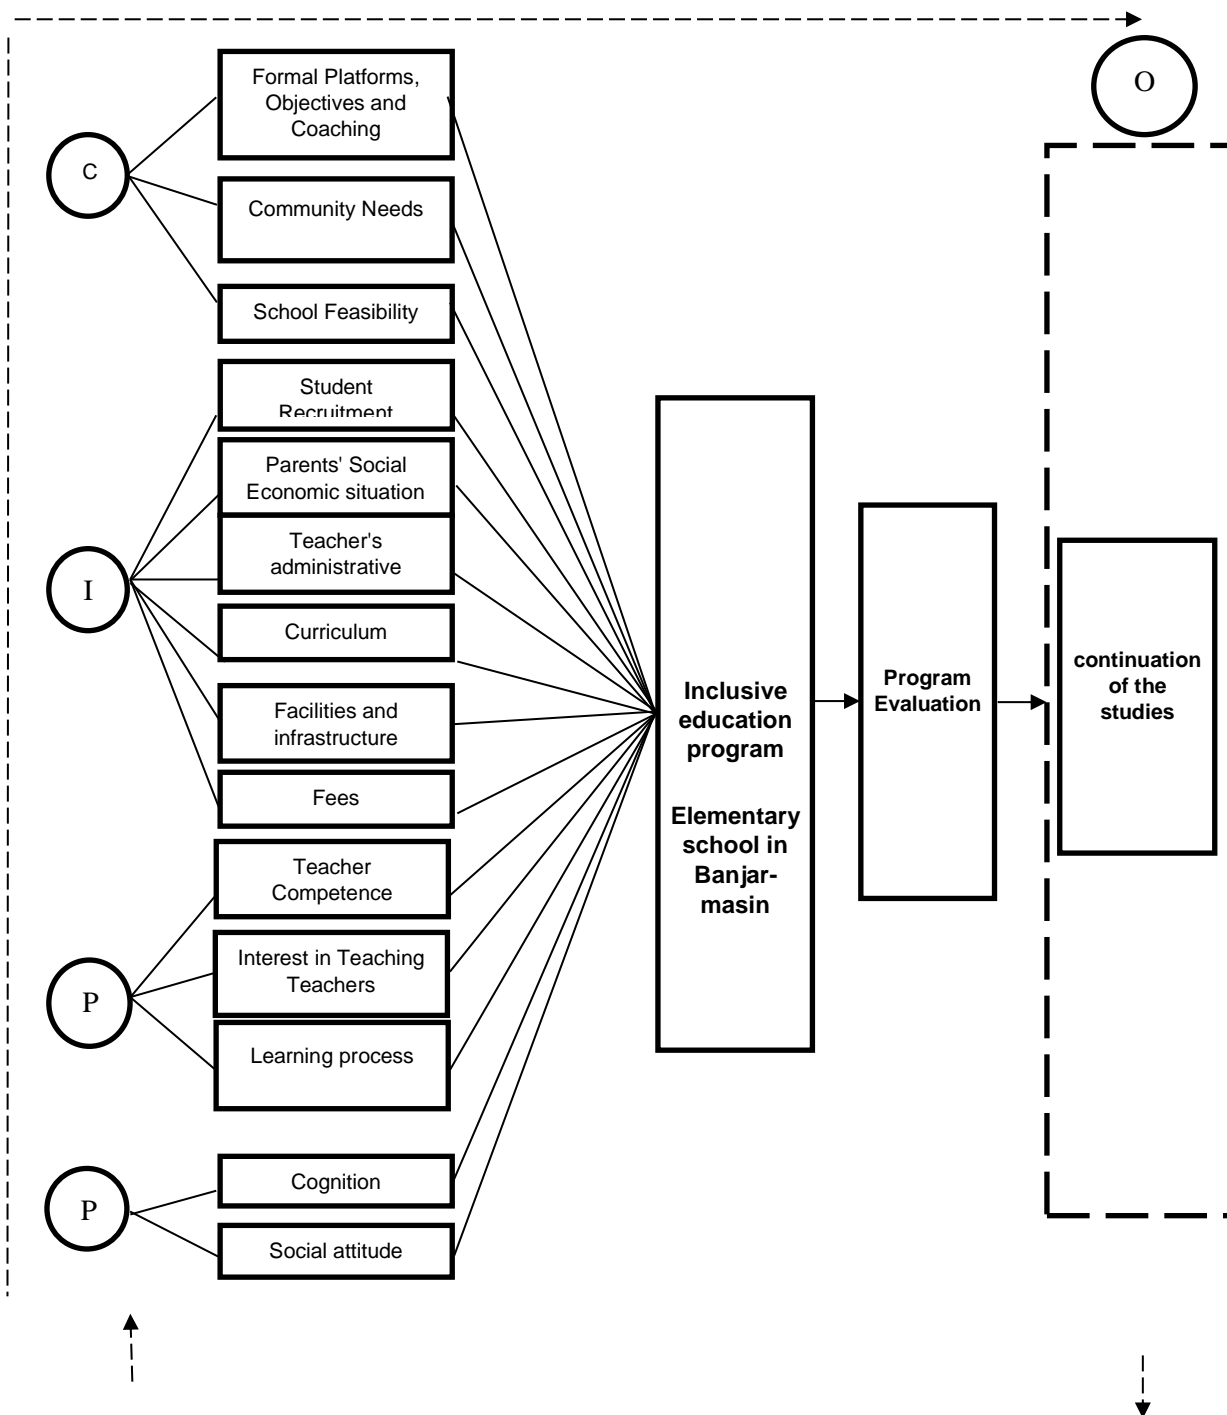 O
C
Formal Platforms,
Objectives and
Coaching
Community Needs
School Feasibility
I
Student
Recruitment
Parents' Social
Economic situation
Teacher's
administrative
Curriculum
Facilities and
infrastructure
Fees
P
Teacher
Competence
Interest in Teaching
Teachers
Learning process
P
Cognition
Social attitude
Inclusive
education
program
Elementary
school in
Banjar-
masin
Program
Evaluation
continuation
of the
studies